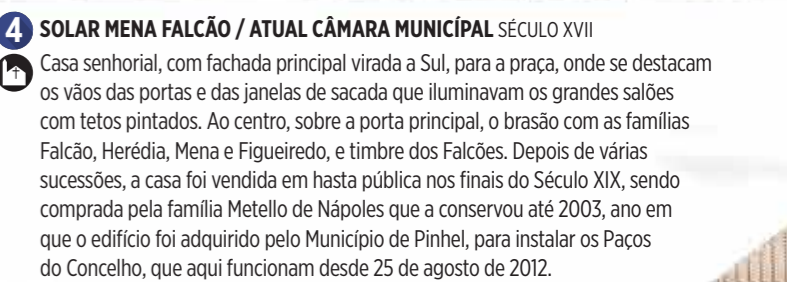 4 SOLAR MENA FALCÃO / ATUAL CÂMARA MUNICÍPAL SÉCULO XVII
Casa senhorial, com fachada principal virada a Sul, para a praça, onde se destacam
os vãos das portas e das janelas de sacada que iluminavam os grandes salões
com tetos pintados. Ao centro, sobre a porta principal, o brasão com as famílias
Falcão, Herédia, Mena e Figueiredo, e timbre dos Falcões. Depois de várias
sucessões, a casa foi vendida em hasta pública nos finais do Século XIX, sendo
comprada pela família Metello de Nápoles que a conservou até 2003, ano em
que o edifício foi adquirido pelo Município de Pinhel, para instalar os Paços
do Concelho, que aqui funcionam desde 25 de agosto de 2012.